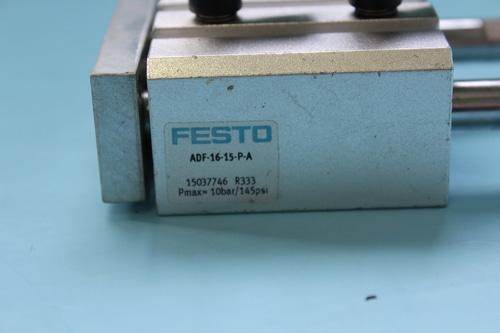 FESTO
ADF-16-15-P-A
15037746 R333
Pmax= 10bar/145psi